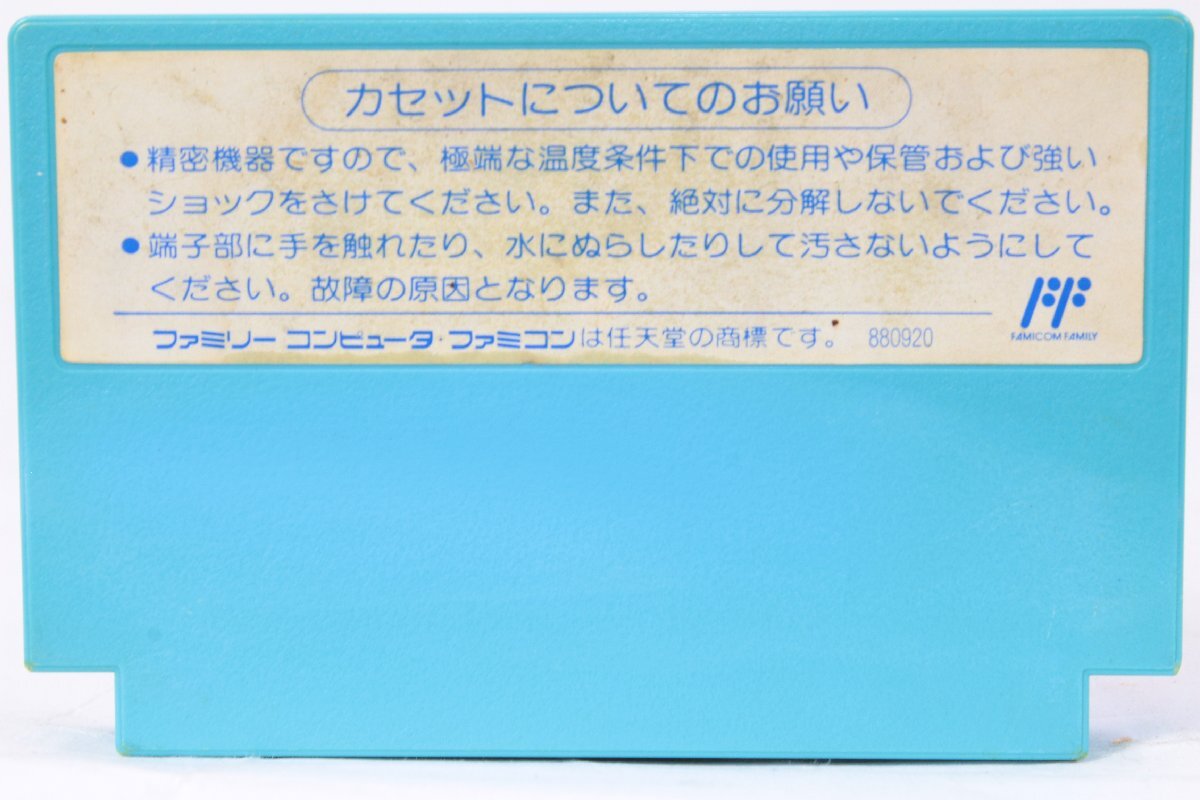 カセットについてのお願い
●精密機器ですので、極端な温度条件下での使用や保管および強い
ショックをさけてください。また、絶対に分解しないでください。
●端子部に手を触れたり、水にぬらしたりして汚さないようにして
ください。故障の原因となります。
FAMICOM FAMILY
ファミリーコンピュータ・ファミコンは任天堂の商標です。 880920